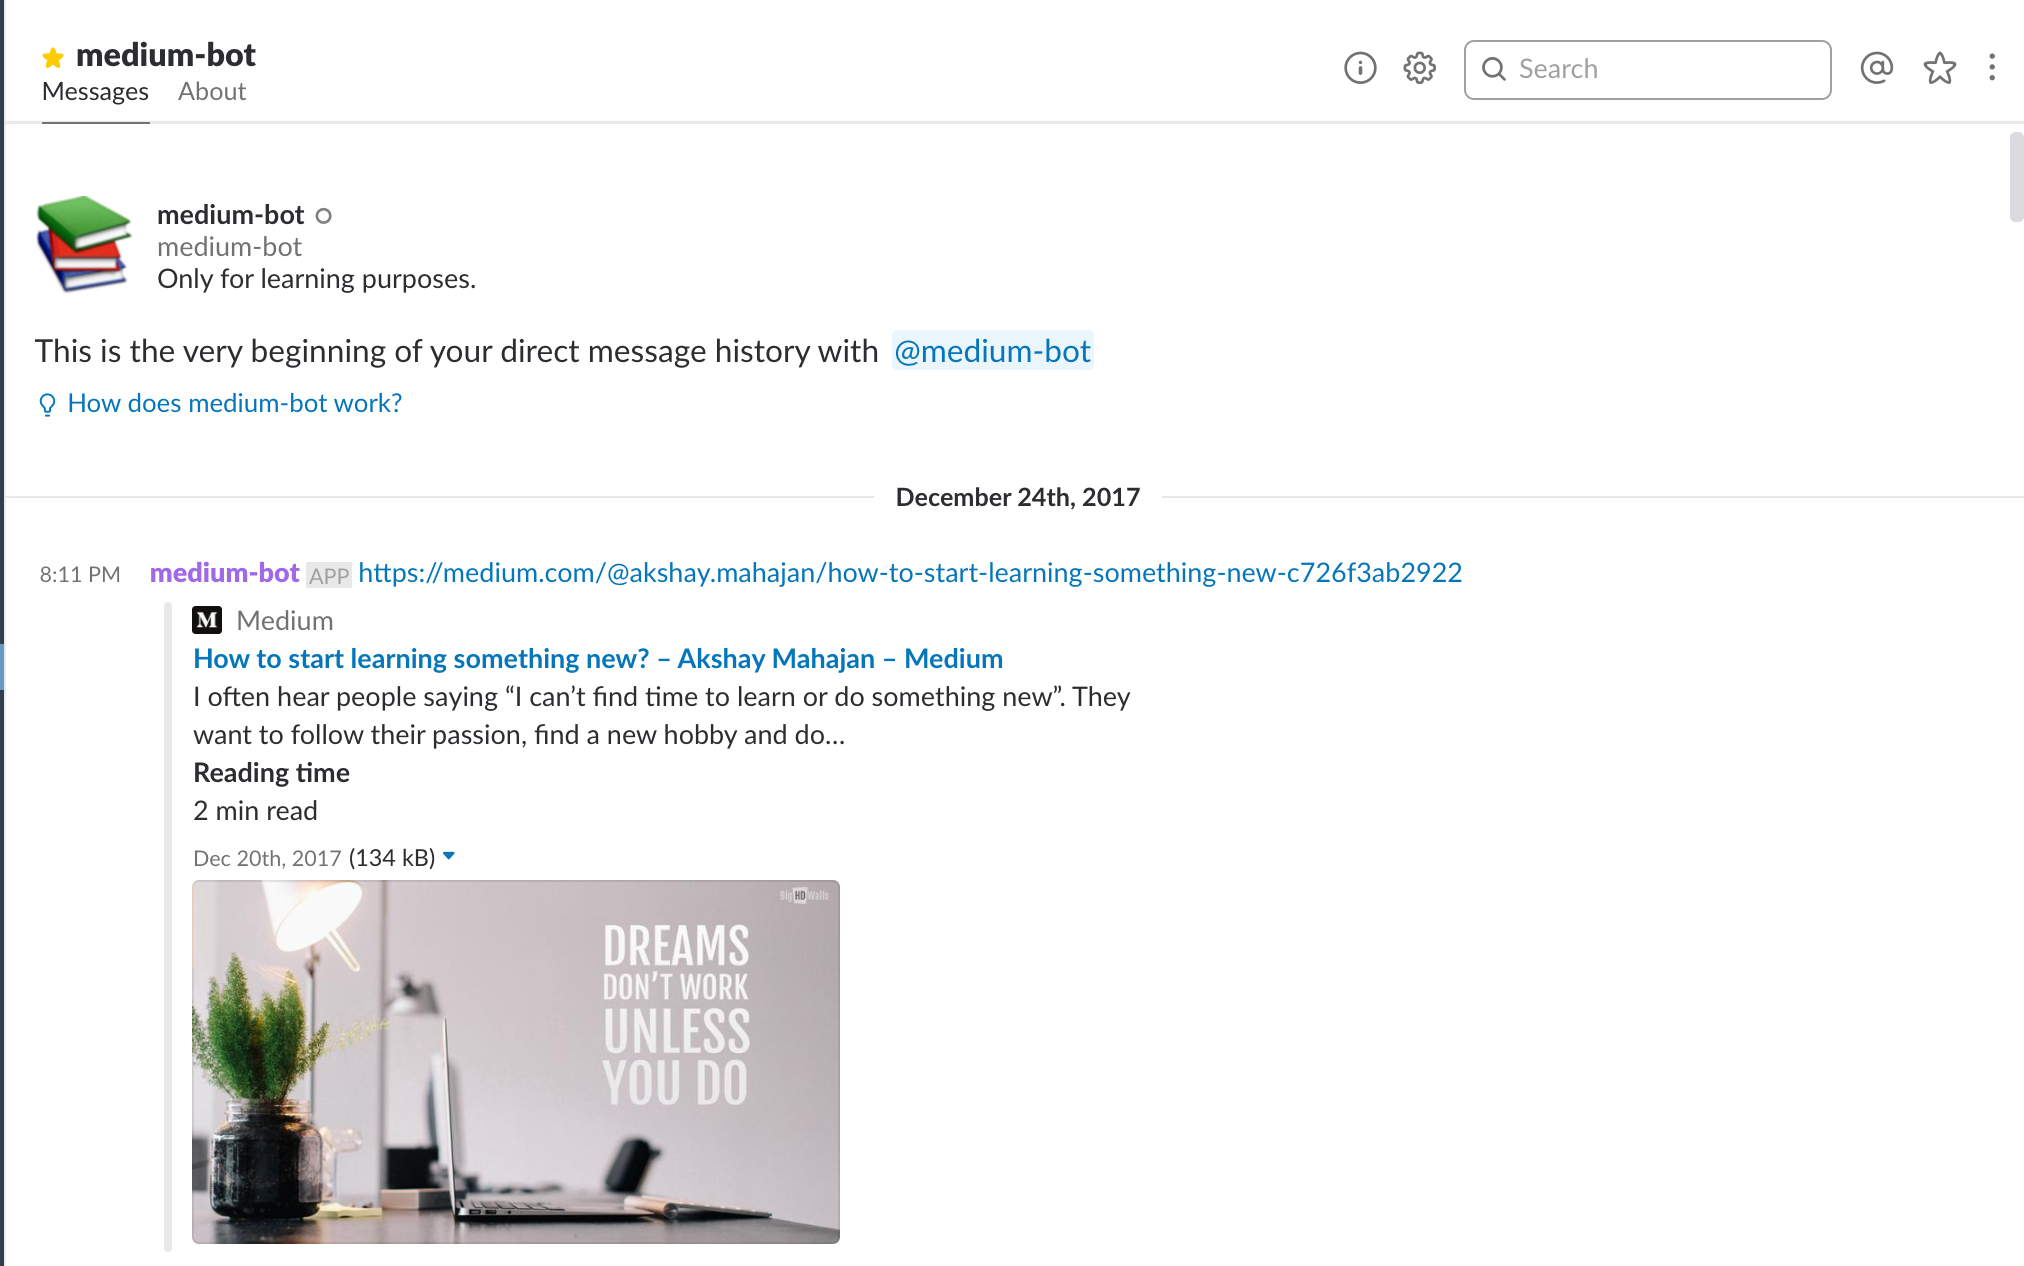 medium-bot
Messages About
Search
medium-bot
medium-bot
Only for learning purposes.
This is the very beginning of your direct message history with @medium-bot
How does medium-bot work?
December 24th, 2017
8:11 PM medium-bot APP https://medium.com/@akshay.mahajan/how-to-start-learning-something-new-c726f3ab2922
M Medium
How to start learning something new? – Akshay Mahajan – Medium
I often hear people saying “I can’t find time to learn or do something new”. They
want to follow their passion, find a new hobby and do…
Reading time
2 min read
Dec 20th, 2017 (134 kB)
Big HD Walls
DREAMS
DON'T WORK
UNLESS
YOU DO